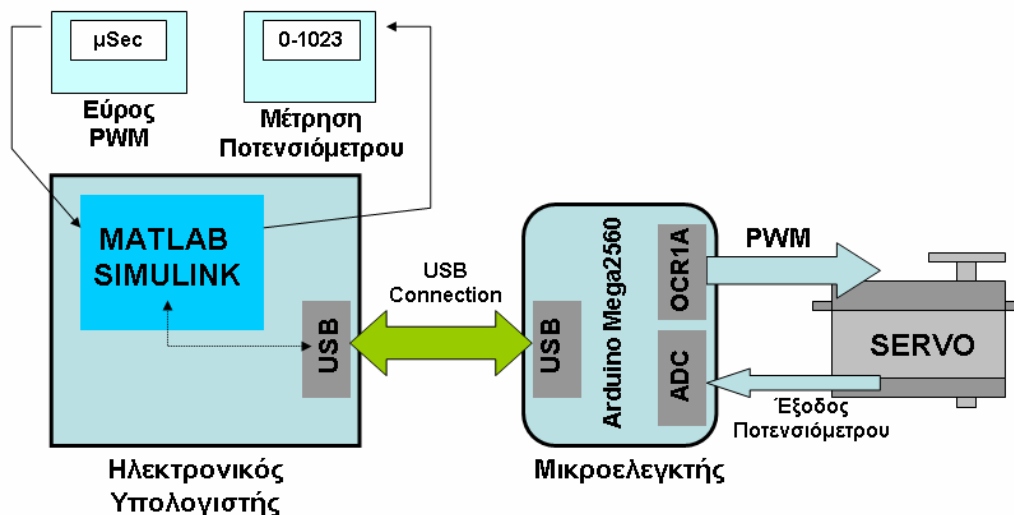 μSec
0-1023
Εύρος
PWM
Μέτρηση
Ποτενσιόμετρου
MATLAB
SIMULINK
USB
USB
Connection
USB
Arduino Mega2560
OCR1A
ADC
PWM
SERVO
Έξοδος
Ποτενσιόμετρου
Ηλεκτρονικός
Υπολογιστής
Μικροελεγκτής